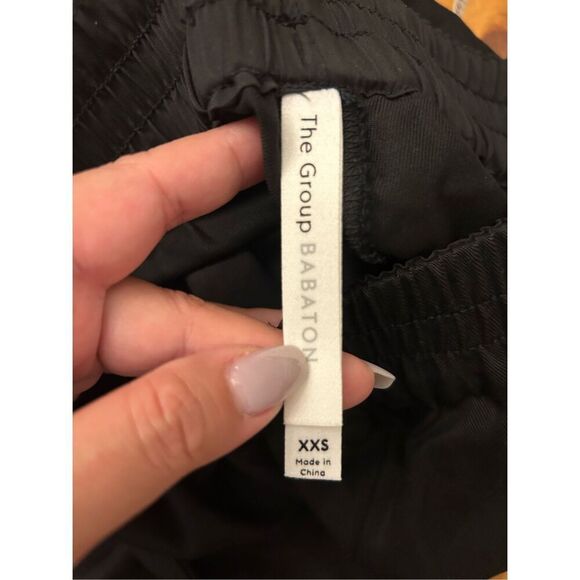 The Group BABATON
XXS
Made in
China